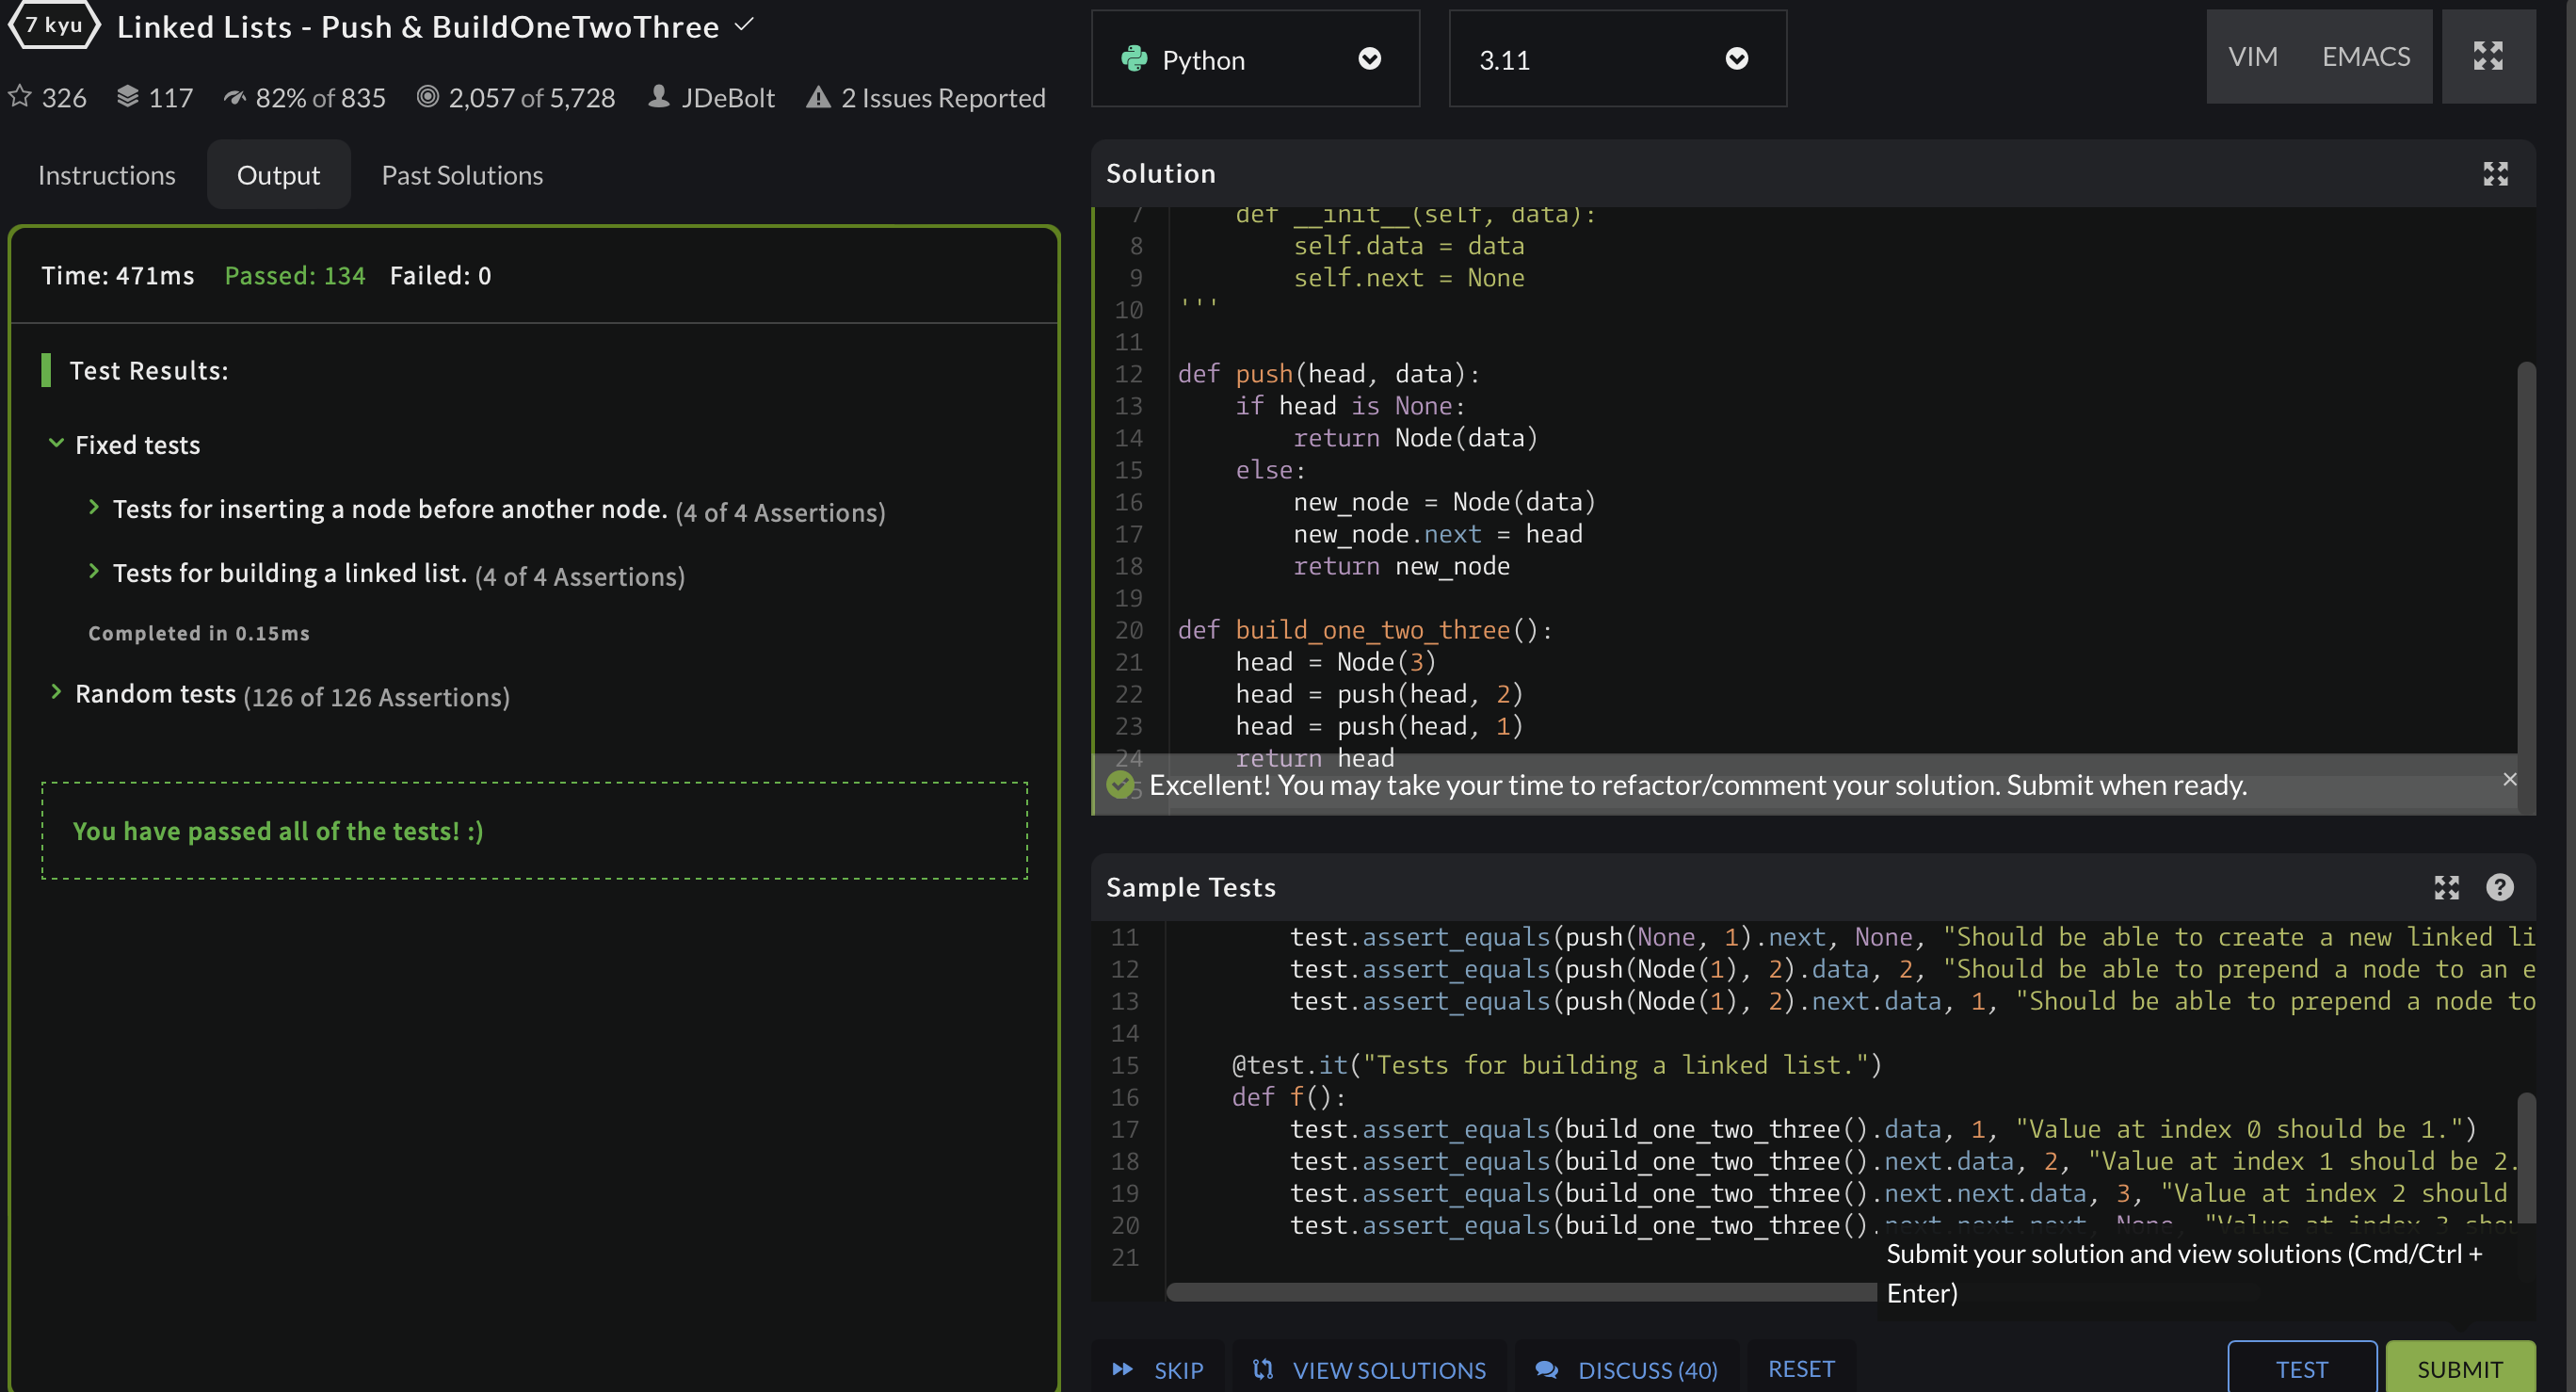 7 kyu
Linked Lists - Push & BuildOneTwoThree
326 117 82% of 835 2,057 of 5,728 JDeBolt 2 Issues Reported
Instructions Output Past Solutions
Time: 471ms Passed: 134 Failed: 0
Test Results:
Fixed tests
Tests for inserting a node before another node. (4 of 4 Assertions)
Tests for building a linked list. (4 of 4 Assertions)
Completed in 0.15ms
Random tests (126 of 126 Assertions)
You have passed all of the tests! :)
Python 3.11 VIM EMACS
Solution
7     def __init__(self, data):
8         self.data = data
9         self.next = None
10 '''
11
12 def push(head, data):
13     if head is None:
14         return Node(data)
15     else:
16         new_node = Node(data)
17         new_node.next = head
18         return new_node
19
20 def build_one_two_three():
21     head = Node(3)
22     head = push(head, 2)
23     head = push(head, 1)
24     return head
Excellent! You may take your time to refactor/comment your solution. Submit when ready.
Sample Tests
11         test.assert_equals(push(None, 1).next, None, "Should be able to create a new linked li
12         test.assert_equals(push(Node(1), 2).data, 2, "Should be able to prepend a node to an e
13         test.assert_equals(push(Node(1), 2).next.data, 1, "Should be able to prepend a node to
14
15     @test.it("Tests for building a linked list.")
16     def f():
17         test.assert_equals(build_one_two_three().data, 1, "Value at index 0 should be 1.")
18         test.assert_equals(build_one_two_three().next.data, 2, "Value at index 1 should be 2.
19         test.assert_equals(build_one_two_three().next.next.data, 3, "Value at index 2 should
20         test.assert_equals(build_one_two_three().next.next.next, None, "Value at index 3 shou
21
Submit your solution and view solutions (Cmd/Ctrl +
Enter)
SKIP VIEW SOLUTIONS DISCUSS (40) RESET TEST SUBMIT